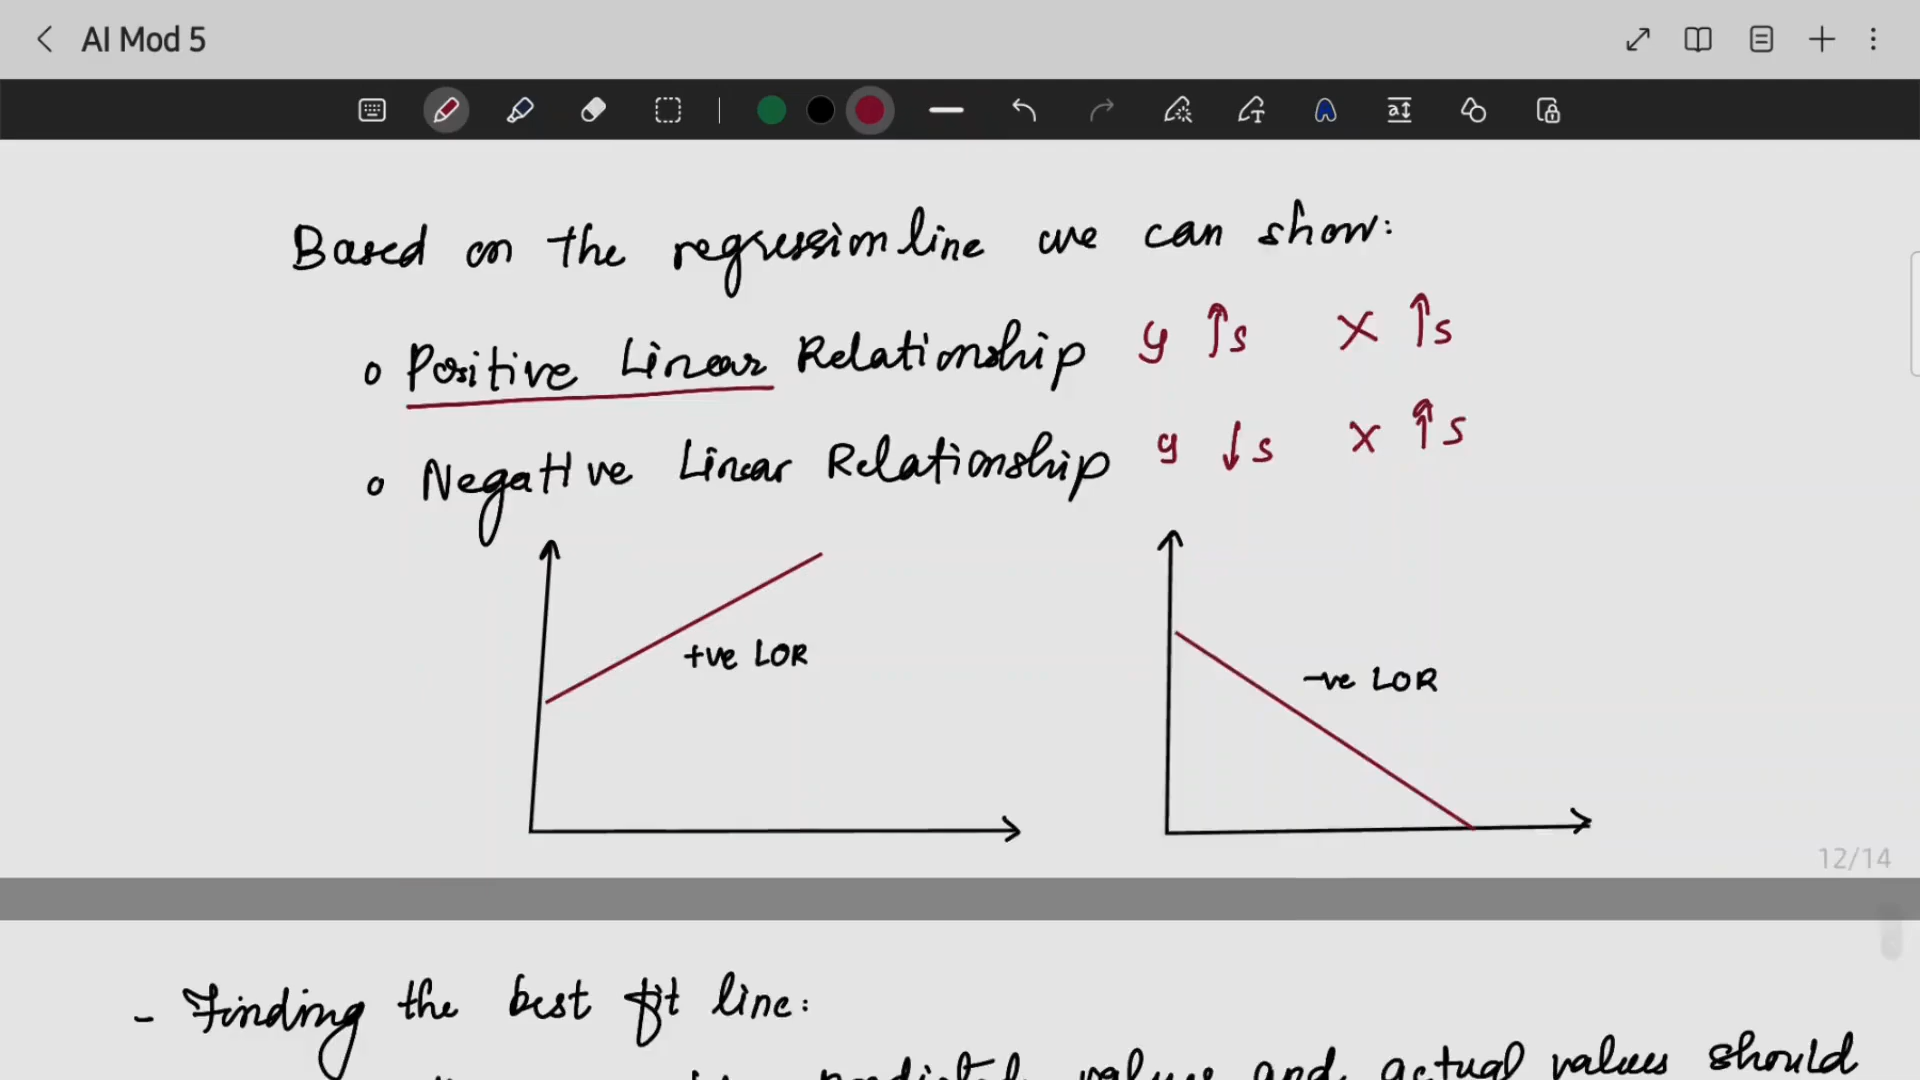 AI Mod 5
Based on the regression line we can show:
o Positive Linear Relationship y ↑s x ↑s
o Negative Linear Relationship y ↓s x ↑s
+ve LOR
-ve LOR
12/14
- Finding the best fit line:
predicted values and actual values should